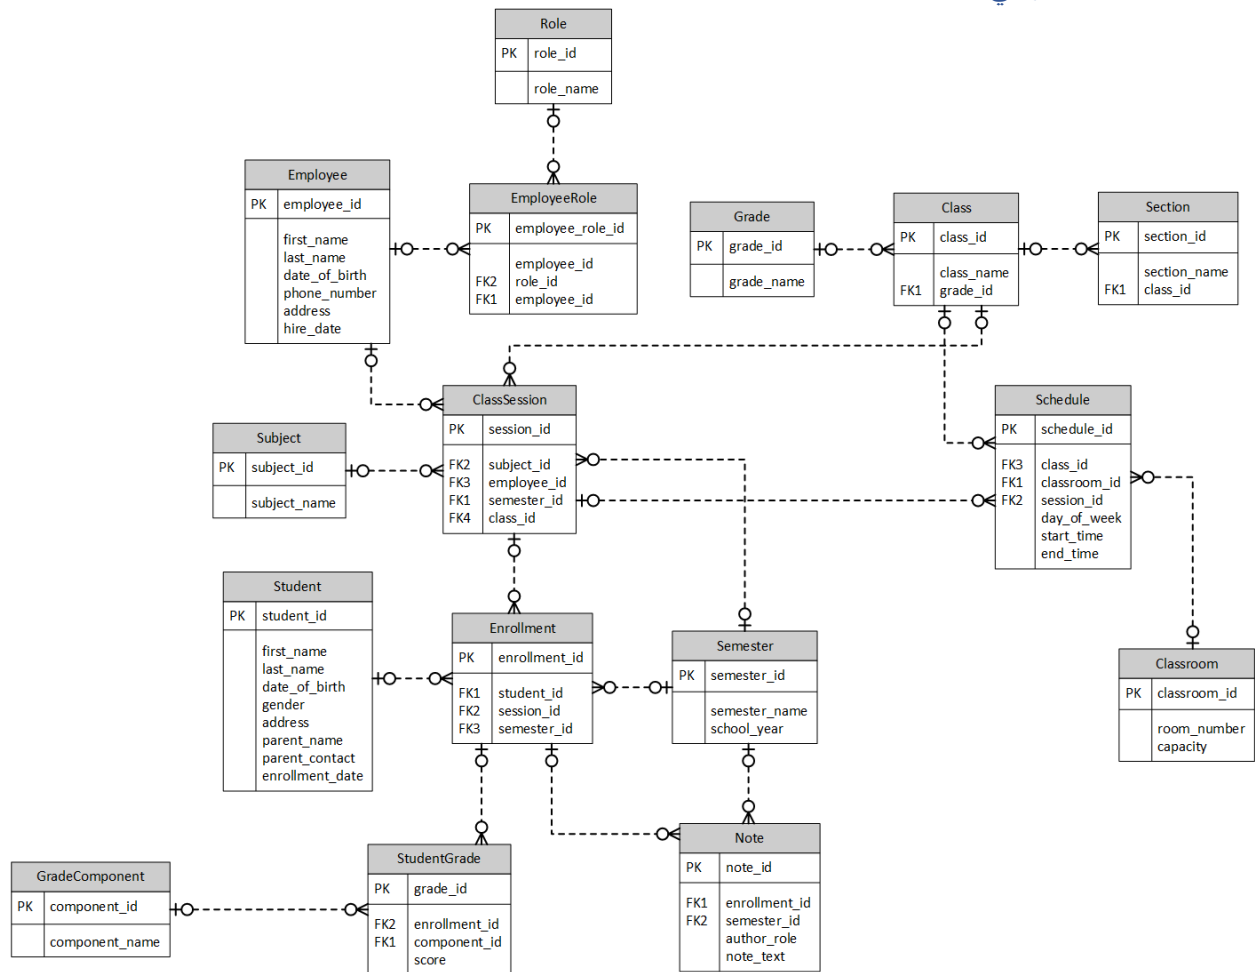 Role
PK role_id
role_name
Employee
PK employee_id
first_name
last_name
date_of_birth
phone_number
address
hire_date
EmployeeRole
PK employee_role_id
employee_id
FK2 role_id
FK1 employee_id
Grade
PK grade_id
grade_name
Class
PK class_id
class_name
FK1 grade_id
Section
PK section_id
section_name
FK1 class_id
ClassSession
PK session_id
FK2 subject_id
FK3 employee_id
FK1 semester_id
FK4 class_id
Subject
PK subject_id
subject_name
Schedule
PK schedule_id
FK3 class_id
FK1 classroom_id
FK2 session_id
day_of_week
start_time
end_time
Student
PK student_id
first_name
last_name
date_of_birth
gender
address
parent_name
parent_contact
enrollment_date
Enrollment
PK enrollment_id
FK1 student_id
FK2 session_id
FK3 semester_id
Semester
PK semester_id
semester_name
school_year
Classroom
PK classroom_id
room_number
capacity
GradeComponent
PK component_id
component_name
StudentGrade
PK grade_id
FK2 enrollment_id
FK1 component_id
score
Note
PK note_id
FK1 enrollment_id
FK2 semester_id
author_role
note_text